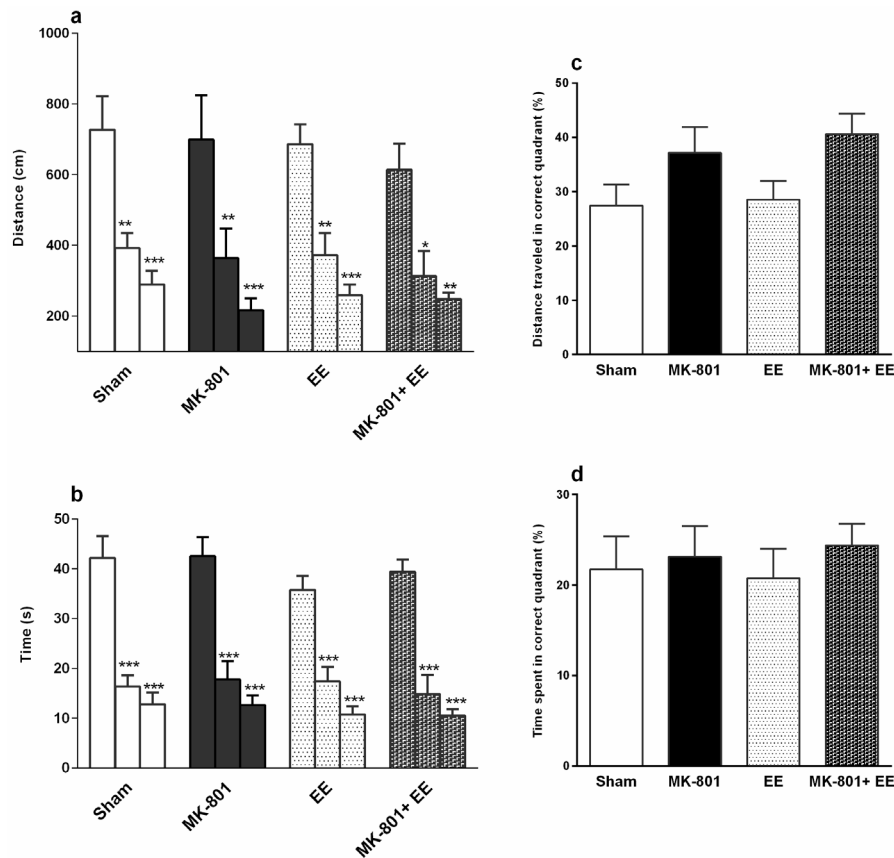 a
Distance (cm)
1000
800
600
400
200
**
***
**
***
**
***
*
**
Sham
MK-801
EE
MK-801+ EE
b
Time (s)
50
40
30
20
10
0
***
***
***
***
***
***
***
***
Sham
MK-801
EE
MK-801+ EE
c
Distance traveled in correct quadrant (%)
50
40
30
20
10
0
Sham
MK-801
EE
MK-801+ EE
d
Time spent in correct quadrant (%)
30
20
10
0
Sham
MK-801
EE
MK-801+ EE